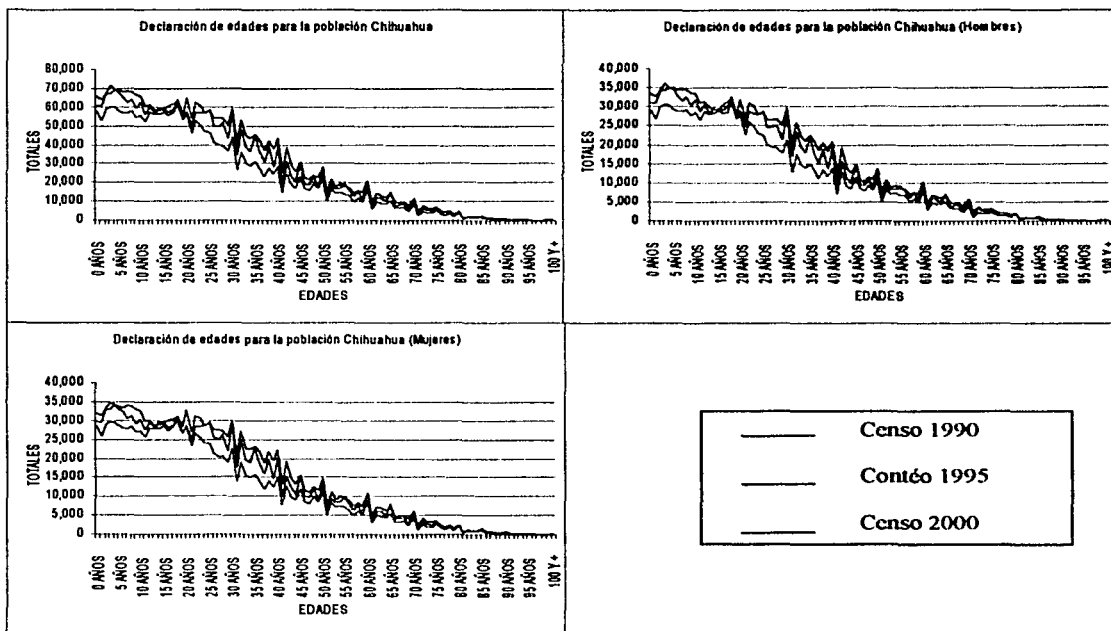 Declaración de edades para la población Chihuahua
TOTALES
80,000
70,000
60,000
50,000
40,000
30,000
20,000
10,000
0
0 AÑOS
5 AÑOS
10 AÑOS
15 AÑOS
20 AÑOS
25 AÑOS
30 AÑOS
35 AÑOS
40 AÑOS
45 AÑOS
50 AÑOS
55 AÑOS
60 AÑOS
65 AÑOS
70 AÑOS
75 AÑOS
80 AÑOS
85 AÑOS
90 AÑOS
95 AÑOS
100 Y +
EDADES
Declaración de edades para la población Chihuahua (Hombres)
TOTALES
40,000
35,000
30,000
25,000
20,000
15,000
10,000
5,000
0
0 AÑOS
5 AÑOS
10 AÑOS
15 AÑOS
20 AÑOS
25 AÑOS
30 AÑOS
35 AÑOS
40 AÑOS
45 AÑOS
50 AÑOS
55 AÑOS
60 AÑOS
65 AÑOS
70 AÑOS
75 AÑOS
80 AÑOS
85 AÑOS
90 AÑOS
95 AÑOS
100 Y +
EDADES
Declaración de edades para la población Chihuahua (Mujeres)
TOTALES
40,000
35,000
30,000
25,000
20,000
15,000
10,000
5,000
0
0 AÑOS
5 AÑOS
10 AÑOS
15 AÑOS
20 AÑOS
25 AÑOS
30 AÑOS
35 AÑOS
40 AÑOS
45 AÑOS
50 AÑOS
55 AÑOS
60 AÑOS
65 AÑOS
70 AÑOS
75 AÑOS
80 AÑOS
85 AÑOS
90 AÑOS
95 AÑOS
100 Y +
EDADES
Censo 1990
Contéo 1995
Censo 2000